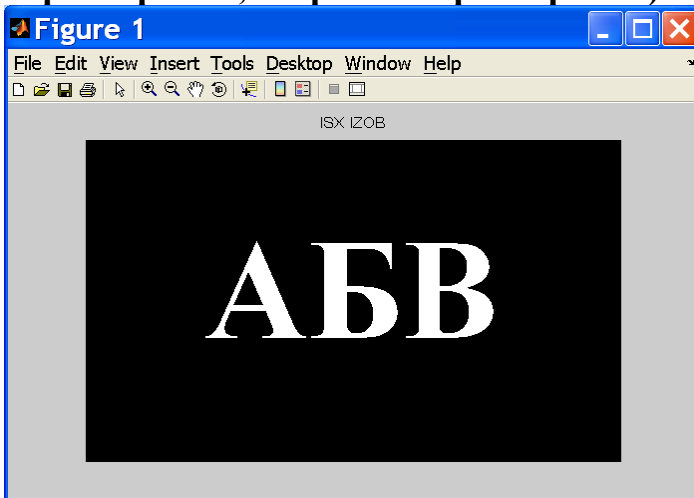 Figure 1
File Edit View Insert Tools Desktop Window Help
ISX IZOB
АБВ